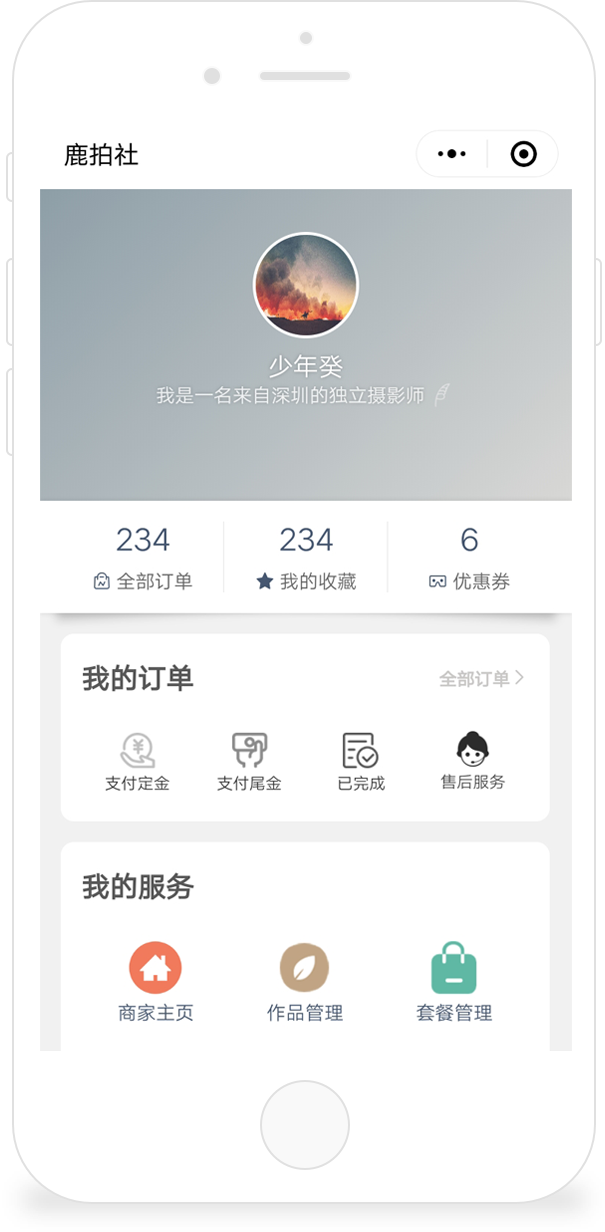 鹿拍社
少年癸
我是一名来自深圳的独立摄影师
234
234
6
全部订单
我的收藏
优惠券
我的订单
全部订单
支付定金
支付尾金
已完成
售后服务
我的服务
商家主页
作品管理
套餐管理